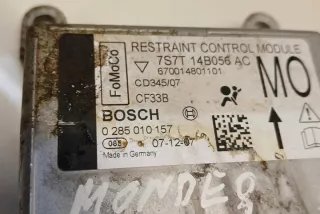 RESTRAINT CONTROL MODULE
FoMoCo
7S7T 14B056 AC
670014801101
MO
CD345/07
CF33B
BOSCH
0 285 010 157
068 07-12-07
Made in Germany
MONDEO